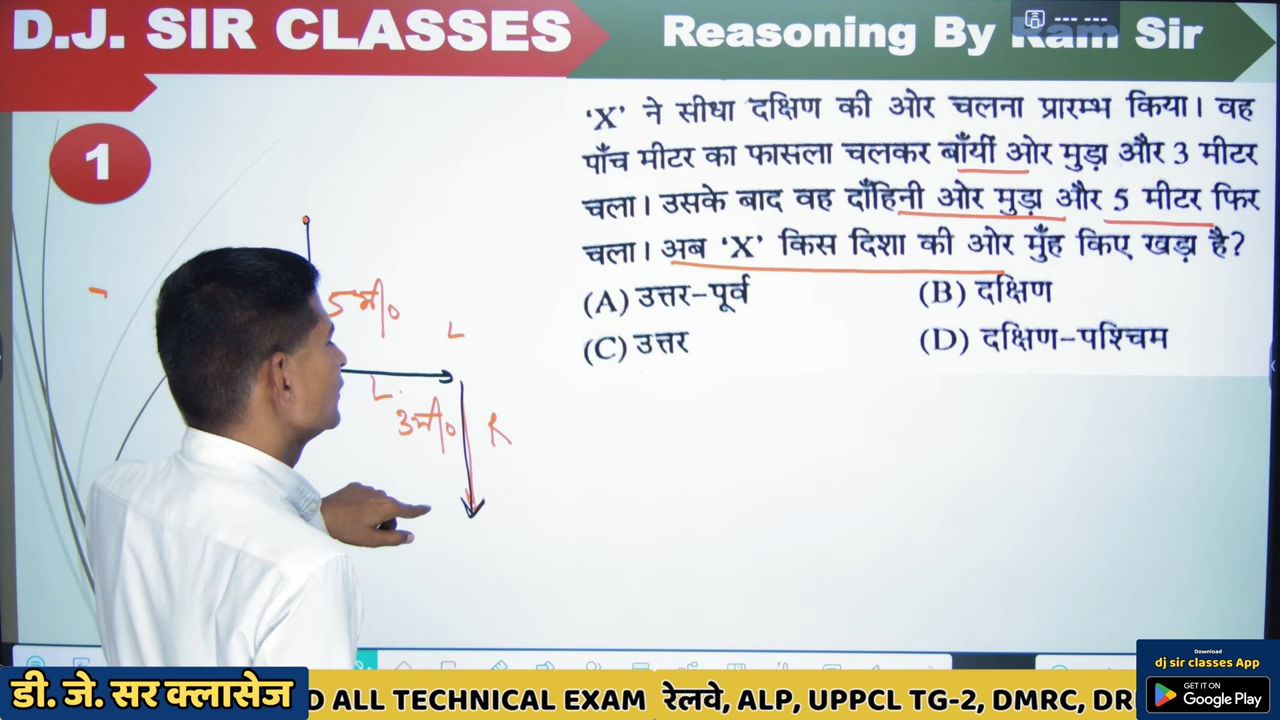 D.J. SIR CLASSES
Reasoning By Ram Sir
1
‘X’ ने सीधा दक्षिण की ओर चलना प्रारम्भ किया। वह
पाँच मीटर का फासला चलकर बाँयीं ओर मुड़ा और 3 मीटर
चला। उसके बाद वह दाँहिनी ओर मुड़ा और 5 मीटर फिर
चला। अब ‘X’ किस दिशा की ओर मुँह किए खड़ा है?
(A) उत्तर-पूर्व
(B) दक्षिण
(C) उत्तर
(D) दक्षिण-पश्चिम
5 मी०
L
L
3मी०
R
डी. जे. सर क्लासेज
D ALL TECHNICAL EXAM रेलवे, ALP, UPPCL TG-2, DMRC, DR
Download
dj sir classes App
GET IT ON
Google Play